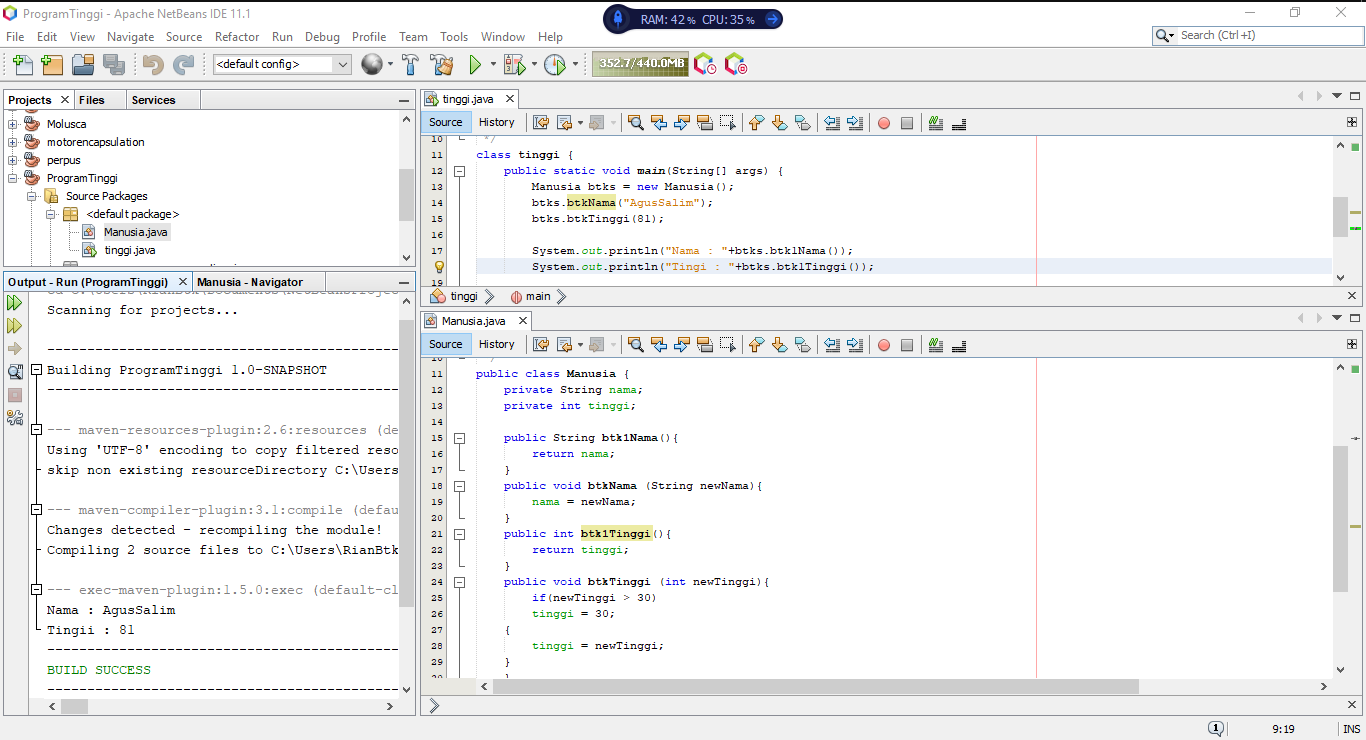 ProgramTinggi - Apache NetBeans IDE 11.1
RAM: 42 % CPU: 35 %
File Edit View Navigate Source Refactor Run Debug Profile Team Tools Window Help
Search (Ctrl+I)
<default config>
352.7/440.0MB
Projects Files Services
Molusca
motorencapsulation
perpus
ProgramTinggi
Source Packages
<default package>
Manusia.java
tinggi.java
Output - Run (ProgramTinggi) Manusia - Navigator
Scanning for projects...
Building ProgramTinggi 1.0-SNAPSHOT
--- maven-resources-plugin:2.6:resources (de
Using 'UTF-8' encoding to copy filtered reso
skip non existing resourceDirectory C:\Users
--- maven-compiler-plugin:3.1:compile (defau
Changes detected - recompiling the module!
Compiling 2 source files to C:\Users\RianBtk
--- exec-maven-plugin:1.5.0:exec (default-cl
Nama : AgusSalim
Tingii : 81
BUILD SUCCESS
tinggi.java
Source History
10 */
11 class tinggi {
12 public static void main(String[] args) {
13 Manusia btks = new Manusia();
14 btks.btkNama("AgusSalim");
15 btks.btkTinggi(81);
16
17 System.out.println("Nama : "+btks.btk1Nama());
System.out.println("Tingi : "+btks.btk1Tinggi());
19
tinggi main
Manusia.java
Source History
10 */
11 public class Manusia {
12 private String nama;
13 private int tinggi;
14
15 public String btk1Nama(){
16 return nama;
17 }
18 public void btkNama (String newNama){
19 nama = newNama;
20 }
21 public int btk1Tinggi(){
22 return tinggi;
23 }
24 public void btkTinggi (int newTinggi){
25 if(newTinggi > 30)
26 tinggi = 30;
27 {
28 tinggi = newTinggi;
29 }
30 }
1
9:19
INS